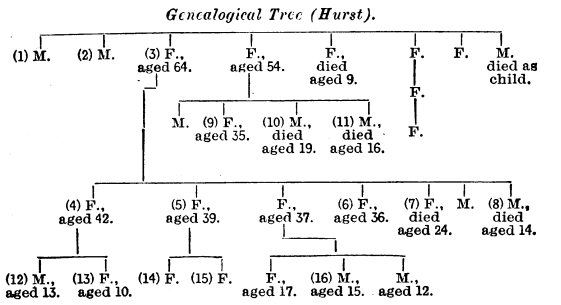 Genealogical Tree (Hurst).
(1) M. (2) M. (3) F., F., F., F. F. M.
aged 64. aged 54. died died as
aged 9. child.
F.
M. (9) F., (10) M., (11) M.,
aged 35. died died
F.
aged 19. aged 16.
(4) F., (5) F., F., (6) F., (7) F., M. (8) M.,
aged 42. aged 39. aged 37. aged 36. died died
aged 24. aged 14.
(12) M., (13) F., (14) F. (15) F. F., (16) M., M.,
aged 13. aged 10. aged 17. aged 15. aged 12.